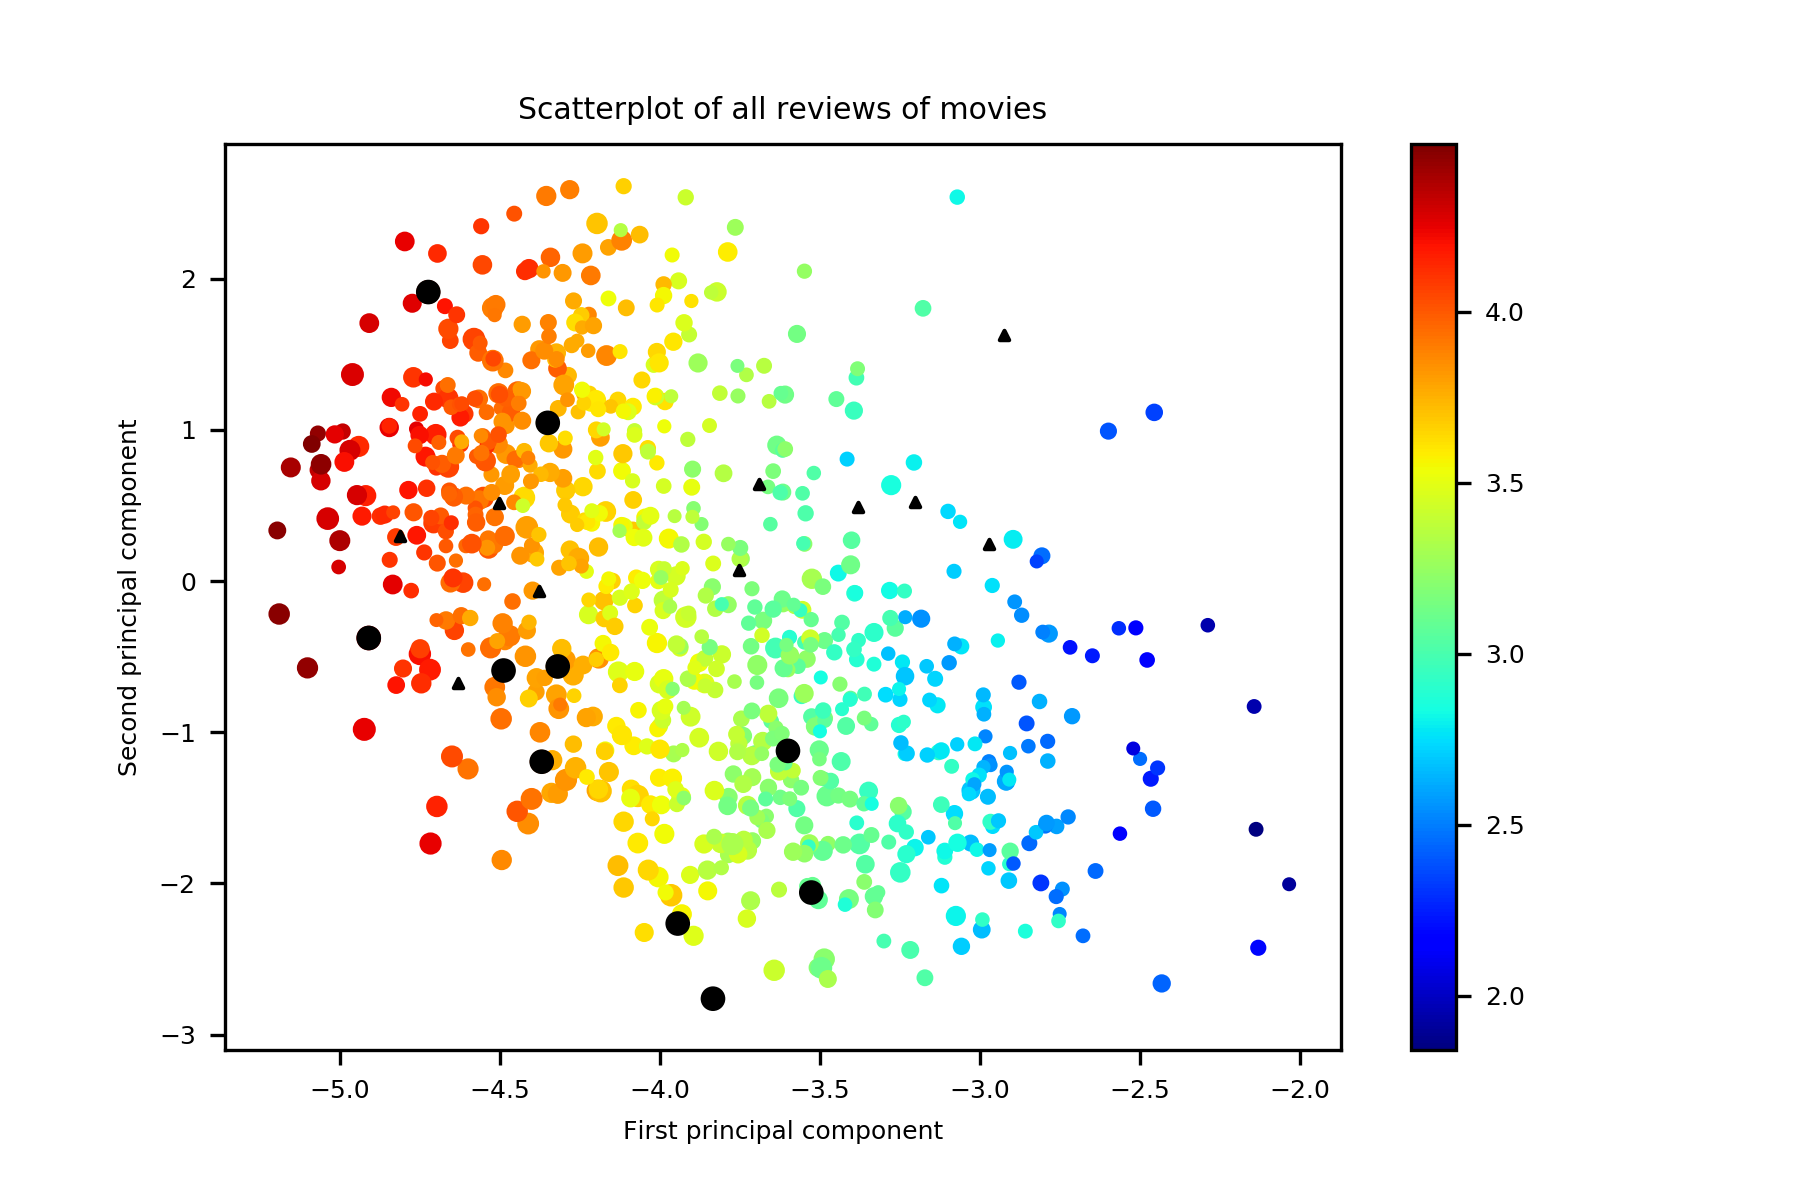 Scatterplot of all reviews of movies
2
1
0
−1
−2
−3
Second principal component
−5.0 −4.5 −4.0 −3.5 −3.0 −2.5 −2.0
First principal component
4.0
3.5
3.0
2.5
2.0